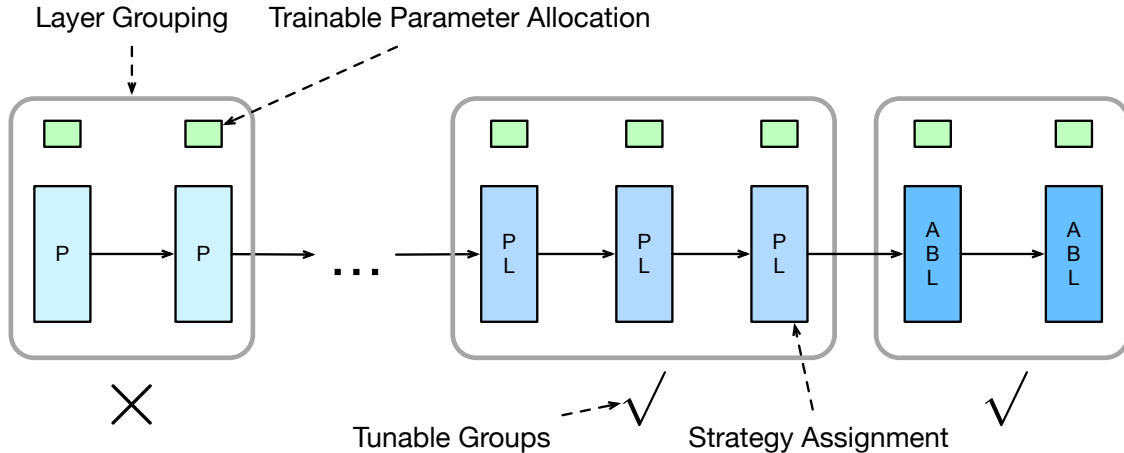 Layer Grouping
Trainable Parameter Allocation
P
P
...
P
L
P
L
P
L
A
B
L
A
B
L
Tunable Groups
Strategy Assignment